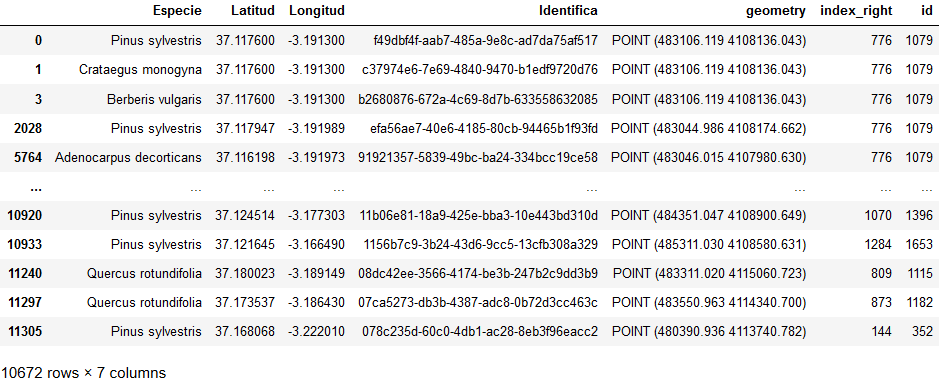 Especie Latitud Longitud Identifica geometry index_right id
0 Pinus sylvestris 37.117600 -3.191300 f49dbf4f-aab7-485a-9e8c-ad7da75af517 POINT (483106.119 4108136.043) 776 1079
1 Crataegus monogyna 37.117600 -3.191300 c37974e6-7e69-4840-9470-b1edf9720d76 POINT (483106.119 4108136.043) 776 1079
3 Berberis vulgaris 37.117600 -3.191300 b2680876-672a-4c69-8d7b-633558632085 POINT (483106.119 4108136.043) 776 1079
2028 Pinus sylvestris 37.117947 -3.191989 efa56ae7-40e6-4185-80cb-94465b1f93fd POINT (483044.986 4108174.662) 776 1079
5764 Adenocarpus decorticans 37.116198 -3.191973 91921357-5839-49bc-ba24-334bcc19ce58 POINT (483046.015 4107980.630) 776 1079
... ... ... ... ... ... ... ...
10920 Pinus sylvestris 37.124514 -3.177303 11b06e81-18a9-425e-bba3-10e443bd310d POINT (484351.047 4108900.649) 1070 1396
10933 Pinus sylvestris 37.121645 -3.166490 1156b7c9-3b24-43d6-9cc5-13cfb308a329 POINT (485311.030 4108580.631) 1284 1653
11240 Quercus rotundifolia 37.180023 -3.189149 08dc42ee-3566-4174-be3b-247b2c9dd3b9 POINT (483311.020 4115060.723) 809 1115
11297 Quercus rotundifolia 37.173537 -3.186430 07ca5273-db3b-4387-adc8-0b72d3cc463c POINT (483550.963 4114340.700) 873 1182
11305 Pinus sylvestris 37.168068 -3.222010 078c235d-60c0-4db1-ac28-8eb3f96eacc2 POINT (480390.936 4113740.782) 144 352
10672 rows × 7 columns